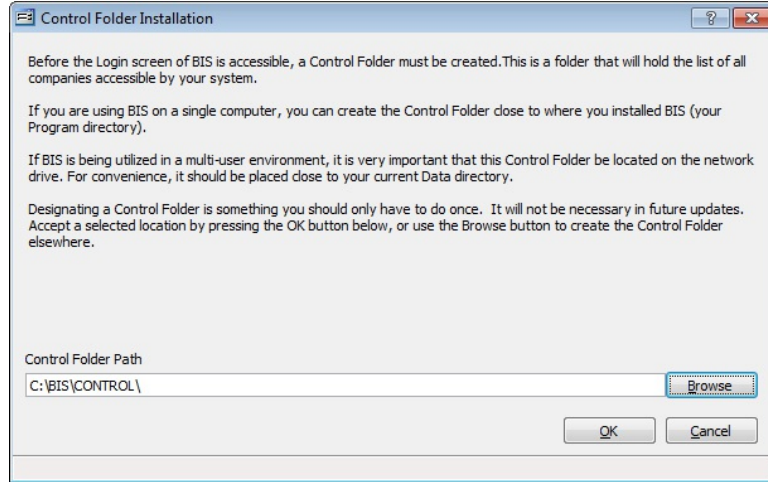 Control Folder Installation
Before the Login screen of BIS is accessible, a Control Folder must be created.This is a folder that will hold the list of all
companies accessible by your system.
If you are using BIS on a single computer, you can create the Control Folder close to where you installed BIS (your
Program directory).
If BIS is being utilized in a multi-user environment, it is very important that this Control Folder be located on the network
drive. For convenience, it should be placed close to your current Data directory.
Designating a Control Folder is something you should only have to do once.  It will not be necessary in future updates.
Accept a selected location by pressing the OK button below, or use the Browse button to create the Control Folder
elsewhere.
Control Folder Path
C:\BIS\CONTROL\
Browse
OK
Cancel